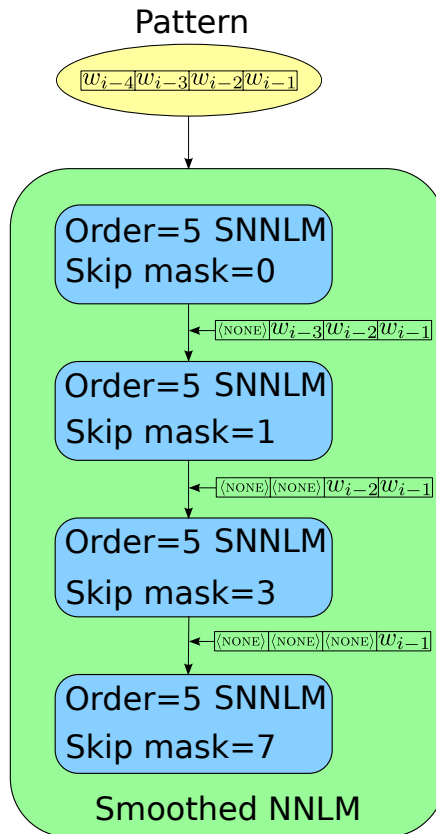 Pattern
w_{i−4} w_{i−3} w_{i−2} w_{i−1}
Order=5 SNNLM
Skip mask=0
⟨NONE⟩ w_{i−3} w_{i−2} w_{i−1}
Order=5 SNNLM
Skip mask=1
⟨NONE⟩ ⟨NONE⟩ w_{i−2} w_{i−1}
Order=5 SNNLM
Skip mask=3
⟨NONE⟩ ⟨NONE⟩ ⟨NONE⟩ w_{i−1}
Order=5 SNNLM
Skip mask=7
Smoothed NNLM